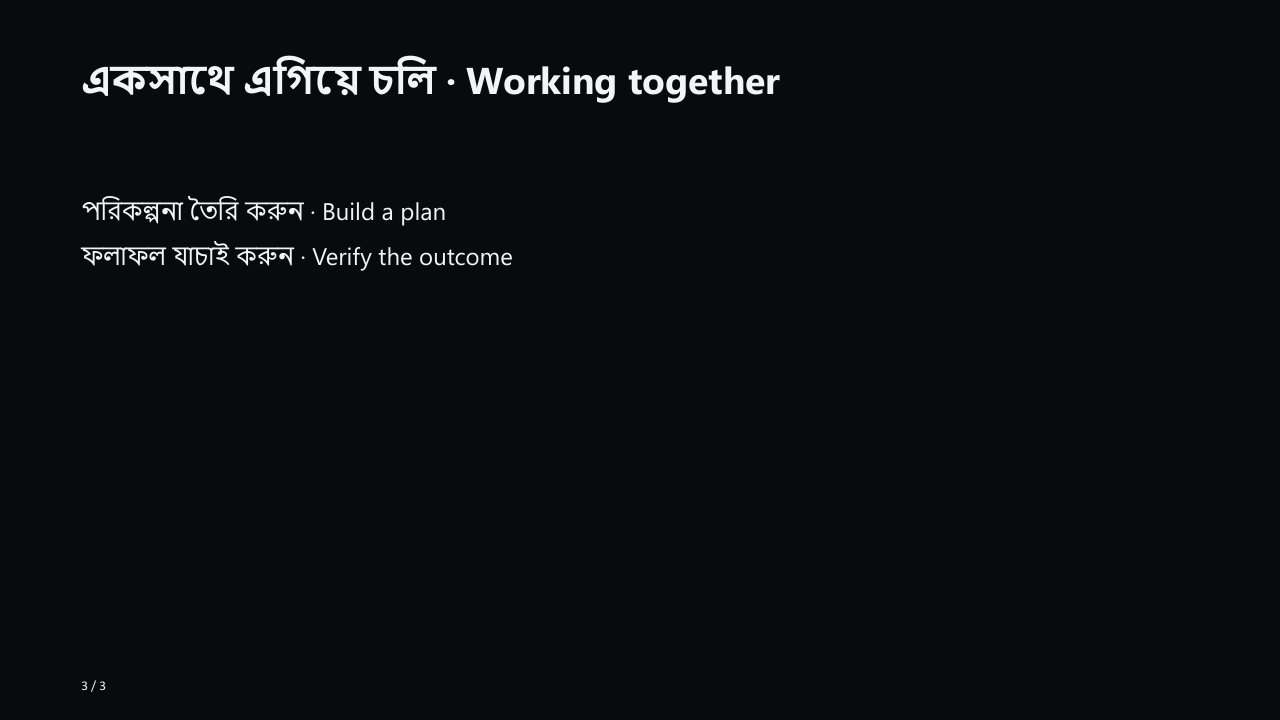 একসাথে এগিয়ে চলি · Working together
পরিকল্পনা তৈরি করুন · Build a plan
ফলাফল যাচাই করুন · Verify the outcome
3 / 3